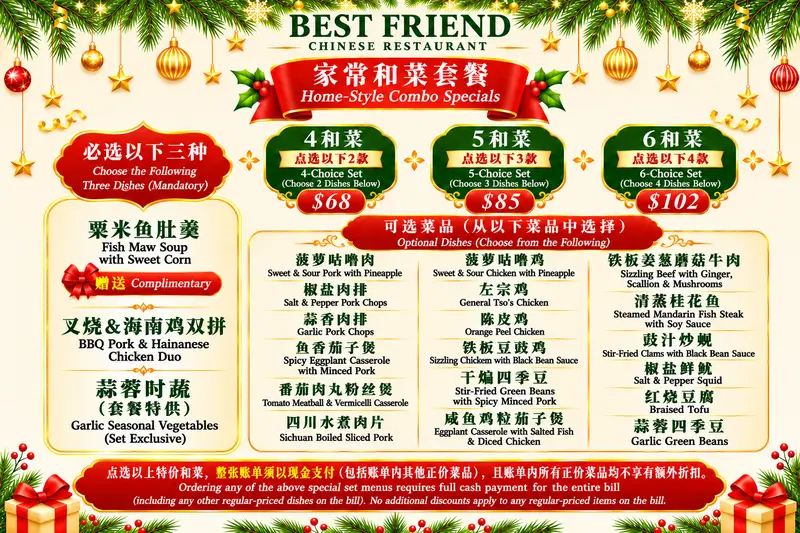 BEST FRIEND
CHINESE RESTAURANT
家常和菜套餐
Home-Style Combo Specials
必选以下三种
Choose the Following
Three Dishes (Mandatory)
粟米鱼肚羹
Fish Maw Soup
with Sweet Corn
赠送 Complimentary
叉烧&海南鸡双拼
BBQ Pork & Hainanese
Chicken Duo
蒜蓉时蔬
(套餐特供)
Garlic Seasonal Vegetables
(Set Exclusive)
4和菜
点选以下2款
4-Choice Set
(Choose 2 Dishes Below)
$68
5和菜
点选以下3款
5-Choice Set
(Choose 3 Dishes Below)
$85
6和菜
点选以下4款
6-Choice Set
(Choose 4 Dishes Below)
$102
可选菜品（从以下菜品中选择）
Optional Dishes (Choose from the Following)
菠萝咕噜肉
Sweet & Sour Pork with Pineapple
椒盐肉排
Salt & Pepper Pork Chops
蒜香肉排
Garlic Pork Chops
鱼香茄子煲
Spicy Eggplant Casserole
with Minced Pork
番茄肉丸粉丝煲
Tomato Meatball & Vermicelli Casserole
四川水煮肉片
Sichuan Boiled Sliced Pork
菠萝咕噜鸡
Sweet & Sour Chicken with Pineapple
左宗鸡
General Tso's Chicken
陈皮鸡
Orange Peel Chicken
铁板豆豉鸡
Sizzling Chicken with Black Bean Sauce
干煸四季豆
Stir-Fried Green Beans
with Spicy Minced Pork
咸鱼鸡粒茄子煲
Eggplant Casserole with Salted Fish
& Diced Chicken
铁板姜葱蘑菇牛肉
Sizzling Beef with Ginger,
Scallion & Mushrooms
清蒸桂花鱼
Steamed Mandarin Fish Steak
with Soy Sauce
豉汁炒蚬
Stir-Fried Clams with Black Bean Sauce
椒盐鲜鱿
Salt & Pepper Squid
红烧豆腐
Braised Tofu
蒜蓉四季豆
Garlic Green Beans
点选以上特价和菜，整张账单须以现金支付（包括账单内其他正价菜品），且账单内所有正价菜品均不享有额外折扣。
Ordering any of the above special set menus requires full cash payment for the entire bill
(including any other regular-priced dishes on the bill). No additional discounts apply to any regular-priced items on the bill.